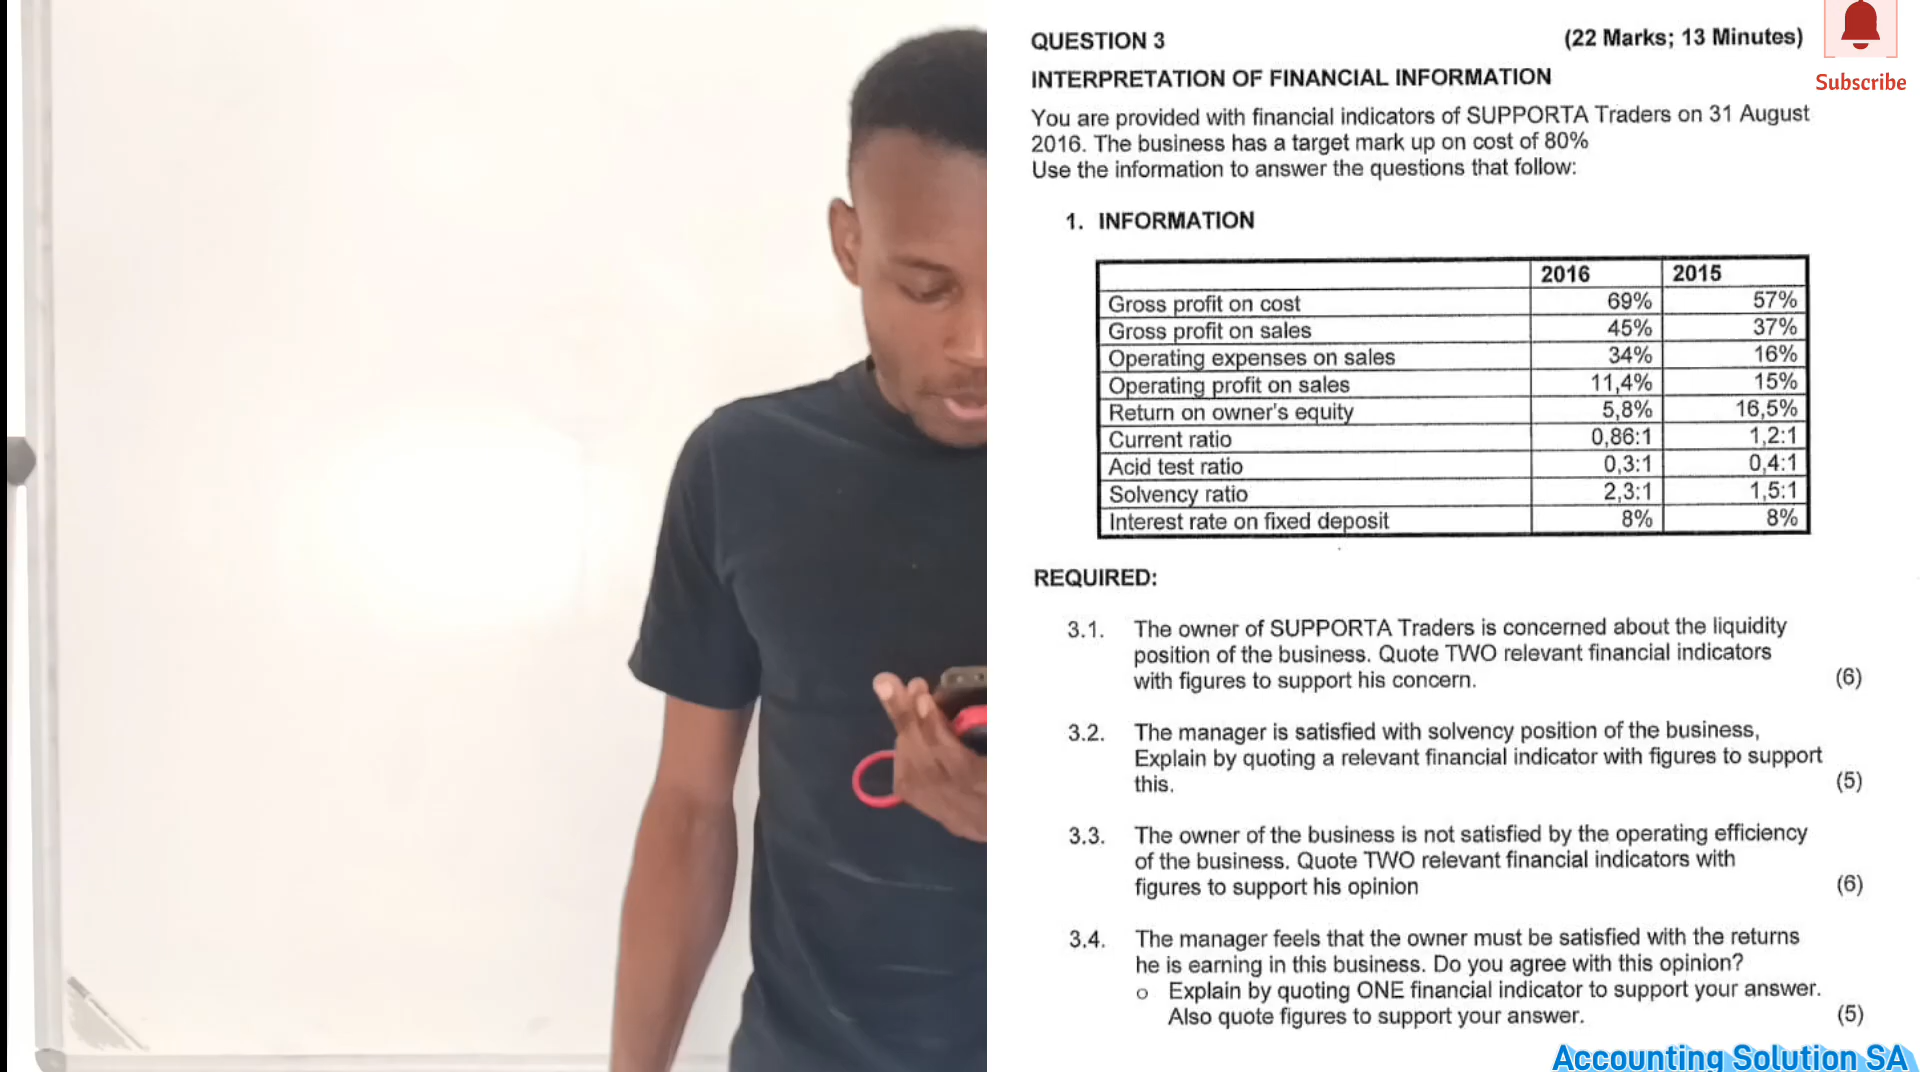 QUESTION 3 (22 Marks; 13 Minutes)
Subscribe
INTERPRETATION OF FINANCIAL INFORMATION
You are provided with financial indicators of SUPPORTA Traders on 31 August
2016. The business has a target mark up on cost of 80%
Use the information to answer the questions that follow:
1. INFORMATION
2016 2015
Gross profit on cost 69% 57%
Gross profit on sales 45% 37%
Operating expenses on sales 34% 16%
Operating profit on sales 11,4% 15%
Return on owner's equity 5,8% 16,5%
Current ratio 0,86:1 1,2:1
Acid test ratio 0,3:1 0,4:1
Solvency ratio 2,3:1 1,5:1
Interest rate on fixed deposit 8% 8%
REQUIRED:
3.1. The owner of SUPPORTA Traders is concerned about the liquidity
position of the business. Quote TWO relevant financial indicators
with figures to support his concern. (6)
3.2. The manager is satisfied with solvency position of the business,
Explain by quoting a relevant financial indicator with figures to support
this. (5)
3.3. The owner of the business is not satisfied by the operating efficiency
of the business. Quote TWO relevant financial indicators with
figures to support his opinion (6)
3.4. The manager feels that the owner must be satisfied with the returns
he is earning in this business. Do you agree with this opinion?
o Explain by quoting ONE financial indicator to support your answer.
Also quote figures to support your answer. (5)
Accounting Solution SA